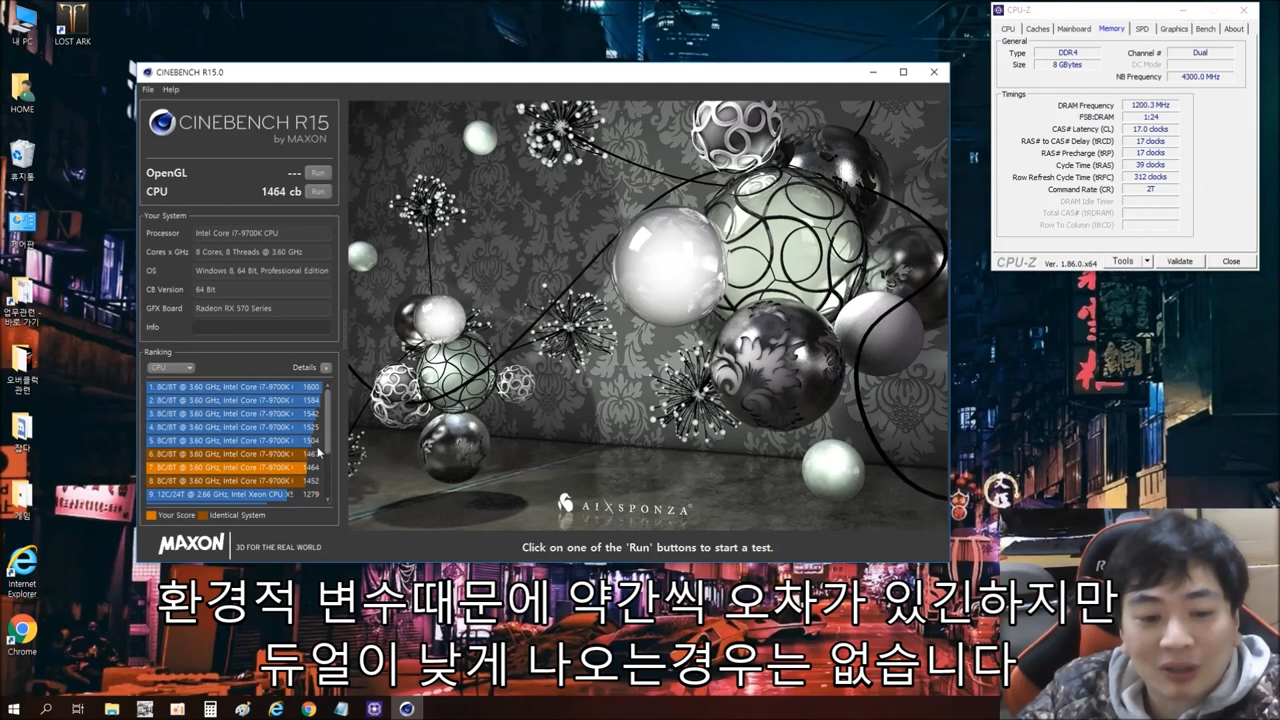 내 PC
LOST ARK
HOME
휴지통
제어판
업무관련 -
바로 가기
오버클럭
관련
잡다
게임
Internet
Explorer
Chrome
CINEBENCH R15.0
File Help
CINEBENCH R15
by MAXON
OpenGL --- Run
CPU 1464 cb Run
Your System
Processor Intel Core i7-9700K CPU
Cores x GHz 8 Cores, 8 Threads @ 3.60 GHz
OS Windows 8, 64 Bit, Professional Edition
CB Version 64 Bit
GFX Board Radeon RX 570 Series
Info
Ranking
CPU Details
1. 8C/8T @ 3.60 GHz, Intel Core i7-9700K 1600
2. 8C/8T @ 3.60 GHz, Intel Core i7-9700K 1584
3. 8C/8T @ 3.60 GHz, Intel Core i7-9700K 1542
4. 8C/8T @ 3.60 GHz, Intel Core i7-9700K 1525
5. 8C/8T @ 3.60 GHz, Intel Core i7-9700K 1504
6. 8C/8T @ 3.60 GHz, Intel Core i7-9700K
7. 8C/8T @ 3.60 GHz, Intel Core i7-9700K 1464
8. 8C/8T @ 3.60 GHz, Intel Core i7-9700K 1452
9. 12C/24T @ 2.66 GHz, Intel Xeon CPU 1279
Your Score Identical System
MAXON 3D FOR THE REAL WORLD
AIXSPONZA
Click on one of the 'Run' buttons to start a test.
CPU-Z
CPU Caches Mainboard Memory SPD Graphics Bench About
General
Type DDR4 Channel # Dual
Size 8 GBytes DC Mode
NB Frequency 4300.0 MHz
Timings
DRAM Frequency 1200.3 MHz
FSB:DRAM 1:24
CAS# Latency (CL) 17.0 clocks
RAS# to CAS# Delay (tRCD) 17 clocks
RAS# Precharge (tRP) 17 clocks
Cycle Time (tRAS) 39 clocks
Row Refresh Cycle Time (tRFC) 312 clocks
Command Rate (CR) 2T
DRAM Idle Timer
Total CAS# (tRDRAM)
Row To Column (tRCD)
CPU-Z Ver. 1.86.0.x64 Tools Validate Close
환경적 변수때문에 약간씩 오차가 있긴하지만
듀얼이 낮게 나오는경우는 없습니다